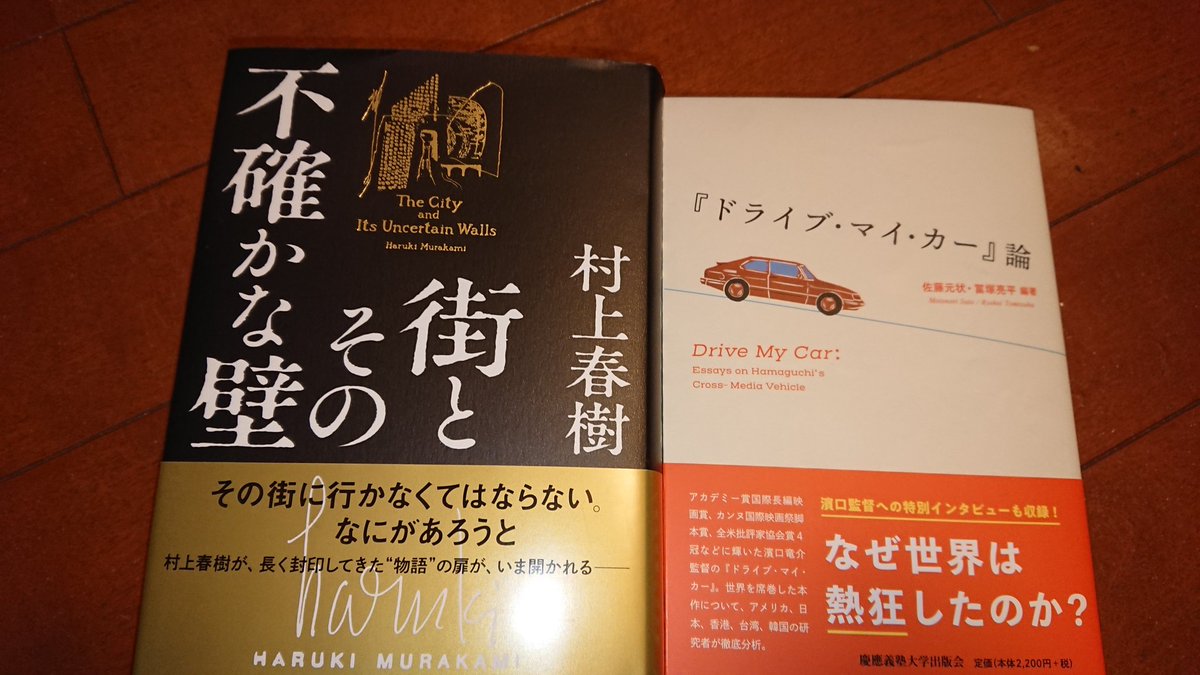 街と
その
不確かな壁
The City
and
Its Uncertain Walls
Haruki Murakami
村上春樹
その街に行かなくてはならない。
なにがあろうと
村上春樹が、長く封印してきた“物語”の扉が、いま開かれる――
haruki
HARUKI MURAKAMI
『ドライブ・マイ・カー』論
佐藤元状・冨塚亮平 編著
Motonori Sato / Ryohei Tomizuka
Drive My Car:
Essays on Hamaguchi's
Cross-Media Vehicle
アカデミー賞国際長編映
画賞、カンヌ国際映画祭脚
本賞、全米批評家協会賞4
冠などに輝いた濱口竜介
監督の『ドライブ・マイ・
カー』。世界を席巻した本
作について、アメリカ、日
本、香港、台湾、韓国の研
究者が徹底分析。
濱口監督への特別インタビューも収録!
なぜ世界は
熱狂したのか?
慶應義塾大学出版会 定価(本体2,200円+税)